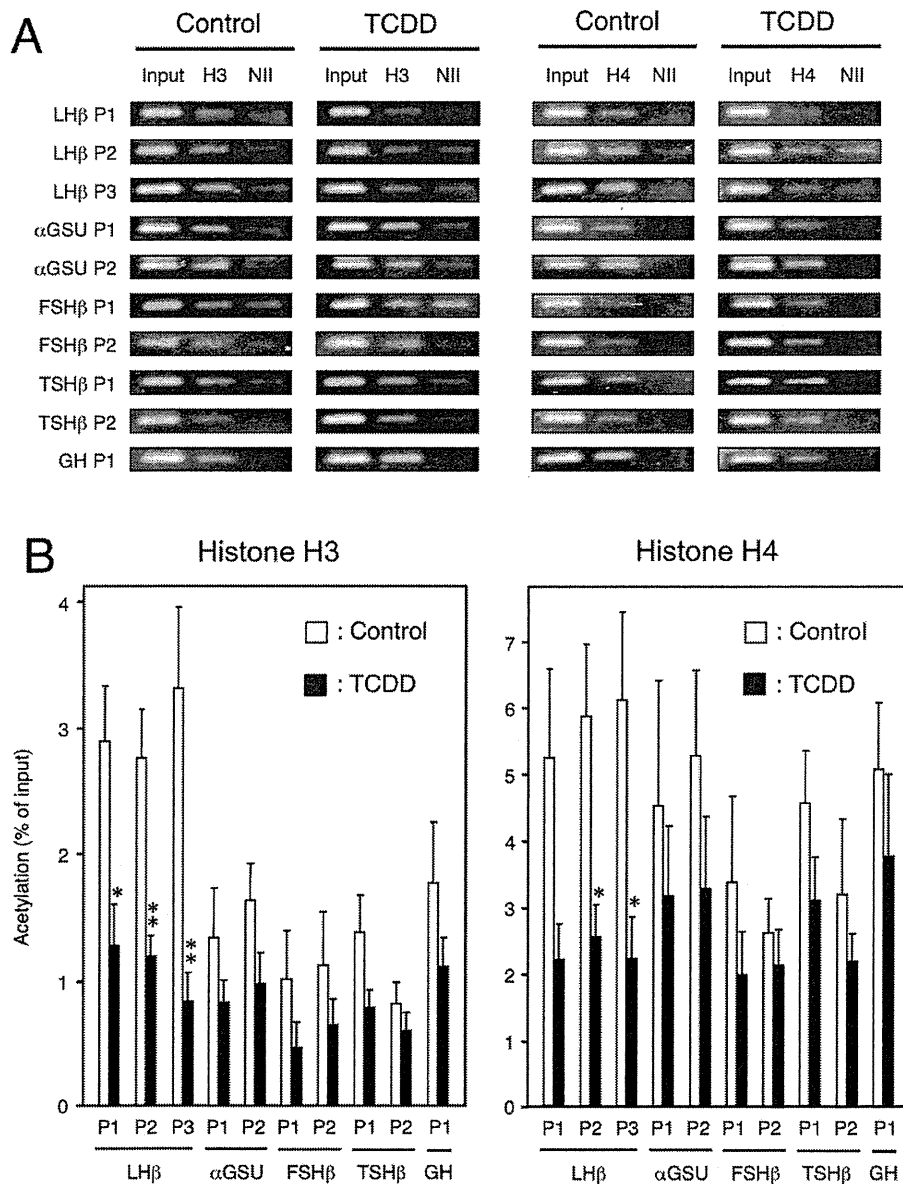 A
Control TCDD Control TCDD
Input H3 NII Input H3 NII Input H4 NII Input H4 NII
LHβ P1
LHβ P2
LHβ P3
αGSU P1
αGSU P2
FSHβ P1
FSHβ P2
TSHβ P1
TSHβ P2
GH P1
B
Histone H3 Histone H4
Acetylation (% of input)
4
3
2
1
0
□ : Control
■ : TCDD
* ** **
P1 P2 P3 P1 P2 P1 P2 P1 P2 P1
LHβ αGSU FSHβ TSHβ GH
7
6
5
4
3
2
1
0
□ : Control
■ : TCDD
* *
P1 P2 P3 P1 P2 P1 P2 P1 P2 P1
LHβ αGSU FSHβ TSHβ GH